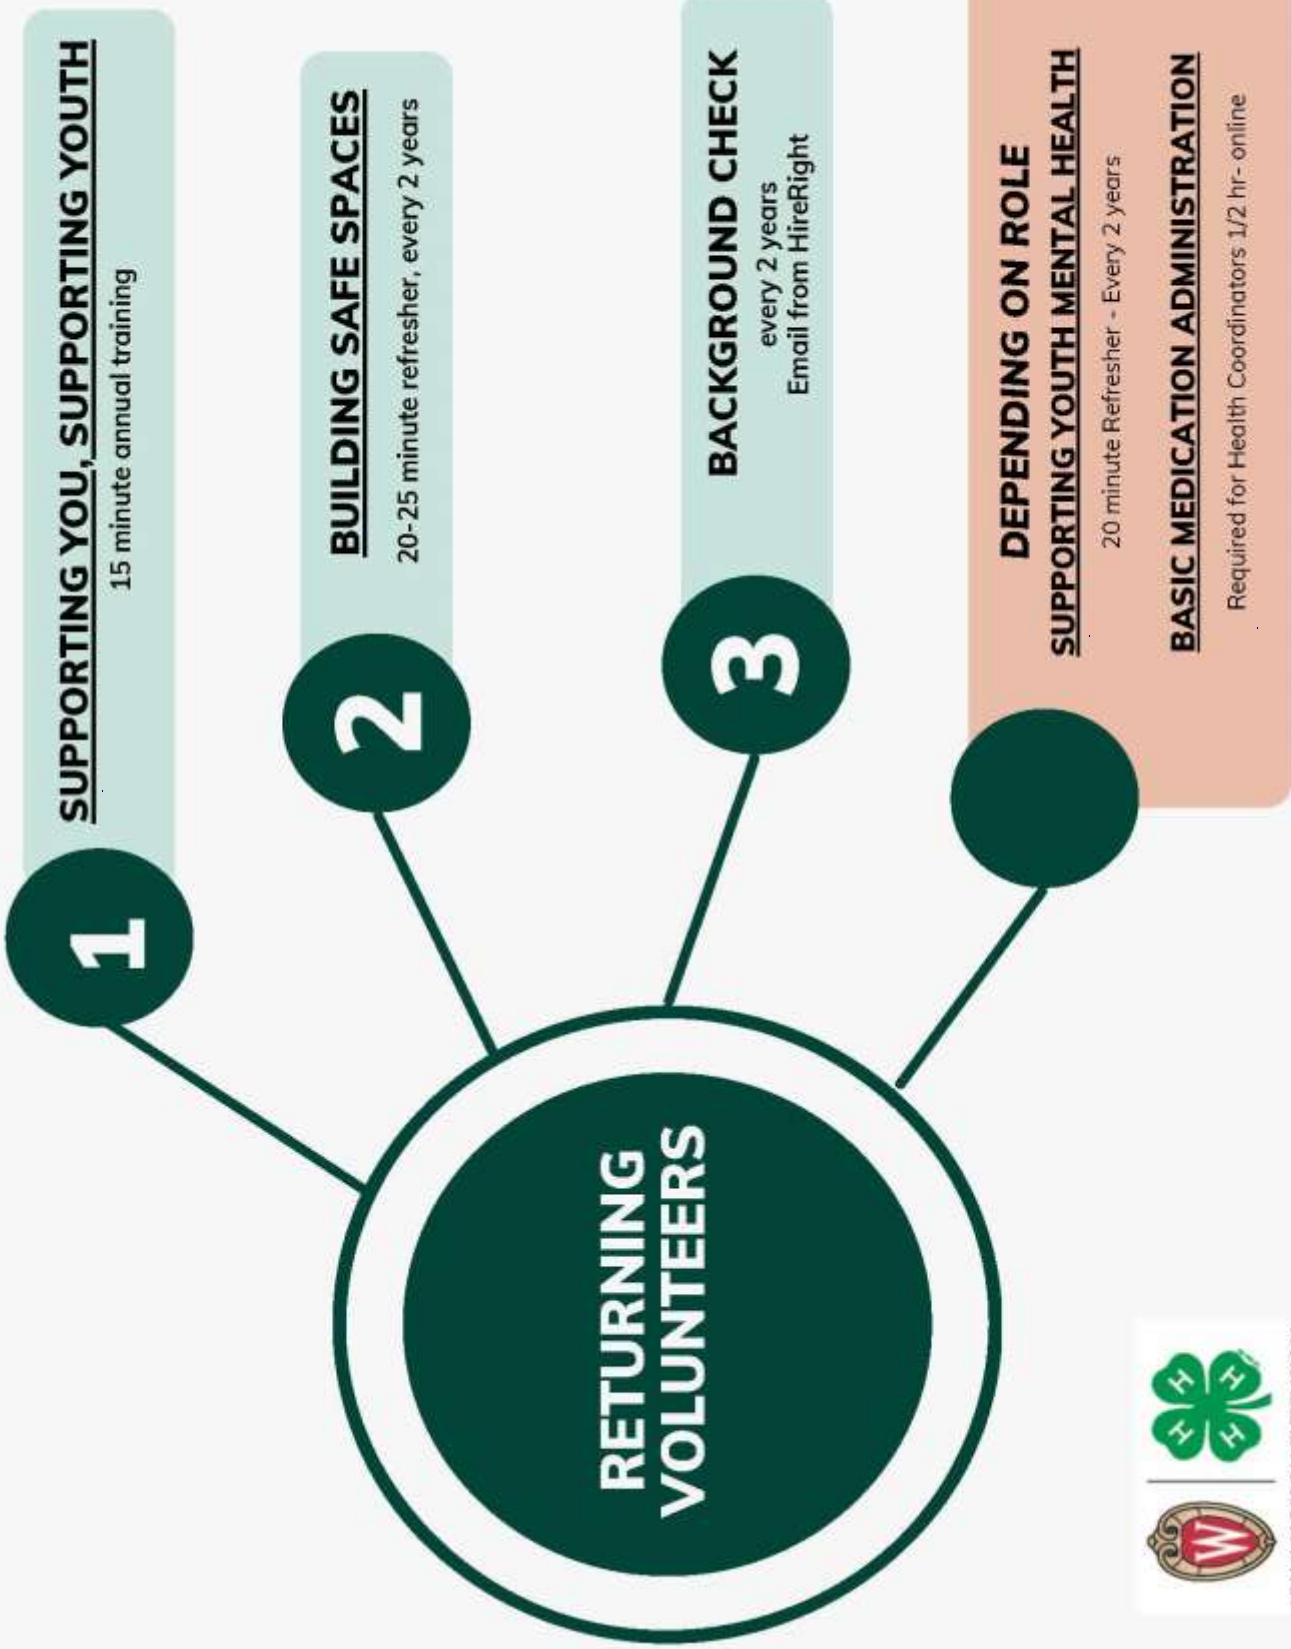 1
SUPPORTING YOU, SUPPORTING YOUTH
15 minute annual training
2
BUILDING SAFE SPACES
20-25 minute refresher, every 2 years
3
BACKGROUND CHECK
every 2 years
Email from HireRight
DEPENDING ON ROLE
SUPPORTING YOUTH MENTAL HEALTH
20 minute Refresher - Every 2 years
BASIC MEDICATION ADMINISTRATION
Required for Health Coordinators 1/2 hr- online
RETURNING
VOLUNTEERS
W
H H
H H